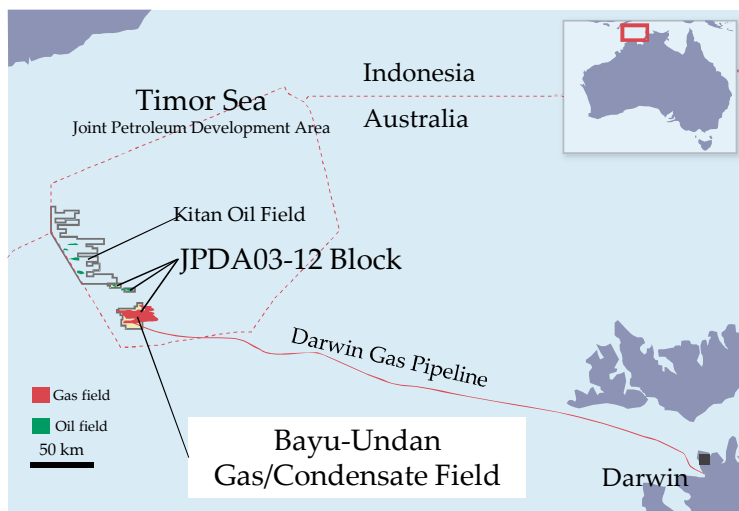 Indonesia
Timor Sea
Joint Petroleum Development Area
Australia
Kitan Oil Field
JPDA03-12 Block
Darwin Gas Pipeline
Gas field
Oil field
50 km
Bayu-Undan
Gas/Condensate Field
Darwin